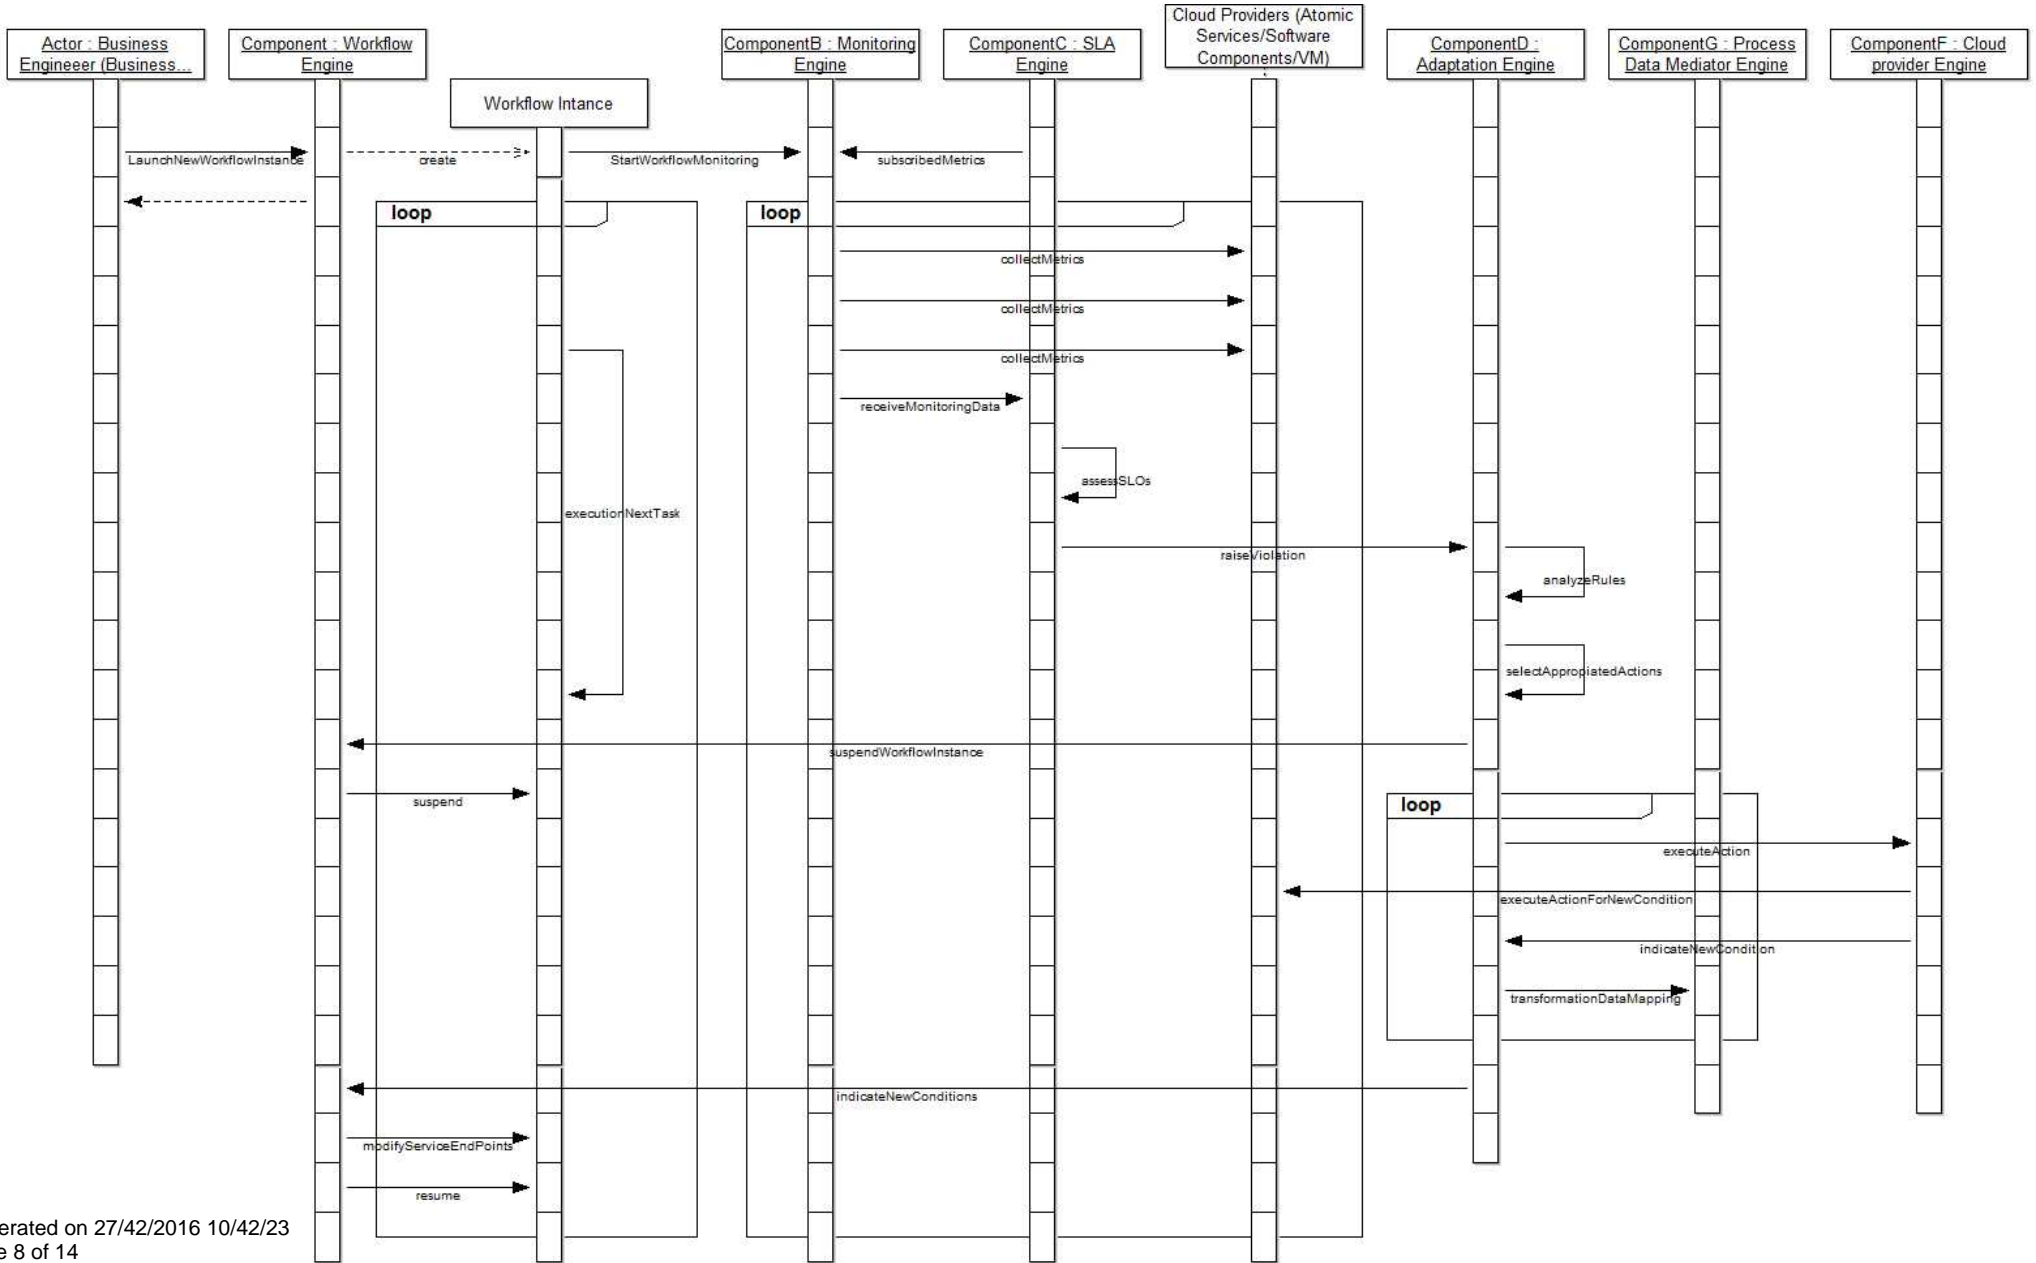 Cloud Providers (Atomic
Services/Software
Components/VM)
Actor : Business
Engineeer (Business...
Component : Workflow
Engine
ComponentB : Monitoring
Engine
ComponentC : SLA
Engine
ComponentD :
Adaptation Engine
ComponentG : Process
Data Mediator Engine
ComponentF : Cloud
provider Engine
Workflow Intance
LaunchNewWorkflowInstance
create
StartWorkflowMonitoring
subscribedMetrics
loop
loop
collectMetrics
collectMetrics
collectMetrics
receiveMonitoringData
assessSLOs
executionNextTask
raiseViolation
analyzeRules
selectAppropiatedActions
suspendWorkflowInstance
suspend
loop
executeAction
executeActionForNewCondition
indicateNewCondition
transformationDataMapping
indicateNewConditions
modifyServiceEndPoints
resume
erated on 27/42/2016 10/42/23
e 8 of 14